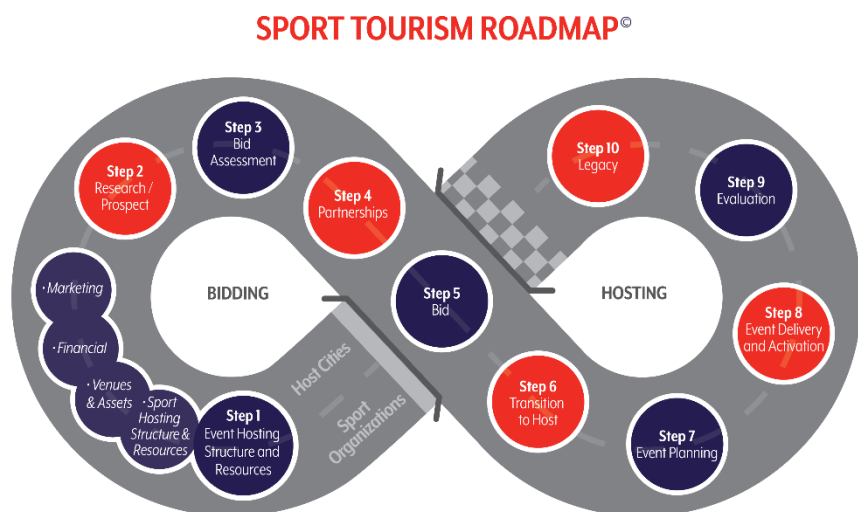 SPORT TOURISM ROADMAP©
Step 3
Bid
Assessment
Step 2
Research /
Prospect
Step 4
Partnerships
·Marketing
·Financial
·Venues
& Assets
·Sport
Hosting
Structure &
Resources
Step 1
Event Hosting
Structure and
Resources
BIDDING
Host Cities
Sport
Organizations
Step 5
Bid
Step 6
Transition
to Host
Step 7
Event Planning
Step 8
Event Delivery
and Activation
Step 9
Evaluation
Step 10
Legacy
HOSTING